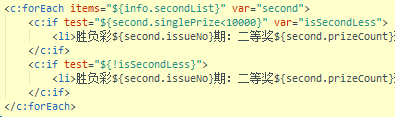 <c:forEach items="${info.secondList}" var="second">
<c:if test="${second.singlePrize<10000}" var="isSecondLess">
<li>胜负彩${second.issueNo}期：二等奖${second.prizeCount}
</c:if>
<c:if test="${!isSecondLess}">
<li>胜负彩${second.issueNo}期：二等奖${second.prizeCount}
</c:if>
</c:forEach>